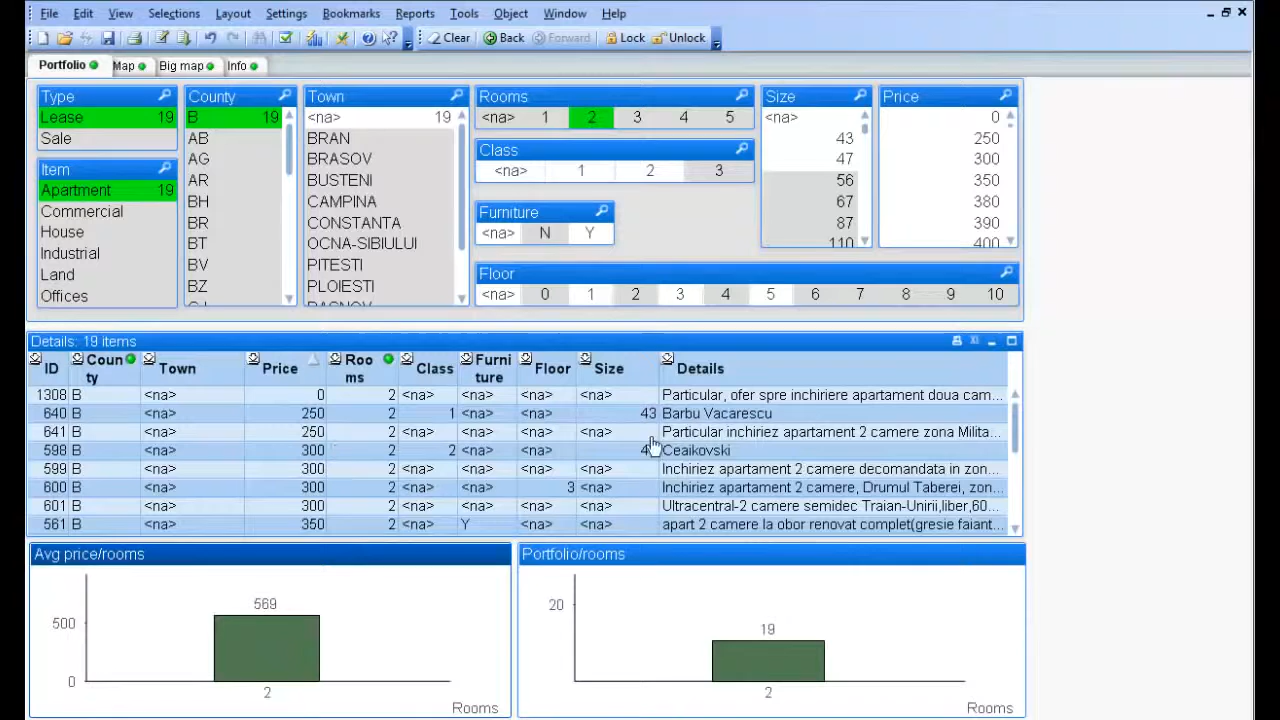 File Edit View Selections Layout Settings Bookmarks Reports Tools Object Window Help
Clear Back Forward Lock Unlock
Portfolio Map Big map Info
Type
Lease 19
Sale
Item
Apartment 19
Commercial
House
Industrial
Land
Offices
County
B 19
AB
AG
AR
BH
BR
BT
BV
BZ
Town
<na> 19
BRAN
BRASOV
BUSTENI
CAMPINA
CONSTANTA
OCNA-SIBIULUI
PITESTI
PLOIESTI
RASNOV
Rooms
<na> 1 2 3 4 5
Class
<na> 1 2 3
Furniture
<na> N Y
Floor
<na> 0 1 2 3 4 5 6 7 8 9 10
Size
<na>
43
47
56
67
87
110
Price
0
250
300
350
380
390
400
Details: 19 items
ID County Town Price Rooms Class Furniture Floor Size Details
1308 B <na> 0 2 <na> <na> <na> <na> Particular, ofer spre inchiriere apartament doua cam...
640 B <na> 250 2 1 <na> <na> 43 Barbu Vacarescu
641 B <na> 250 2 <na> <na> <na> <na> Particular inchiriez apartament 2 camere zona Milita...
598 B <na> 300 2 2 <na> <na> Ceaikovski
599 B <na> 300 2 <na> <na> <na> <na> Inchiriez apartament 2 camere decomandata in zon...
600 B <na> 300 2 <na> <na> 3 <na> Inchiriez apartament 2 camere, Drumul Taberei, zon...
601 B <na> 300 2 <na> <na> <na> <na> Ultracentral-2 camere semidec Traian-Unirii,liber,60...
561 B <na> 350 2 <na> Y <na> <na> apart 2 camere la obor renovat complet(gresie faiant...
Avg price/rooms
569
500
0
2
Rooms
Portfolio/rooms
20
19
2
Rooms